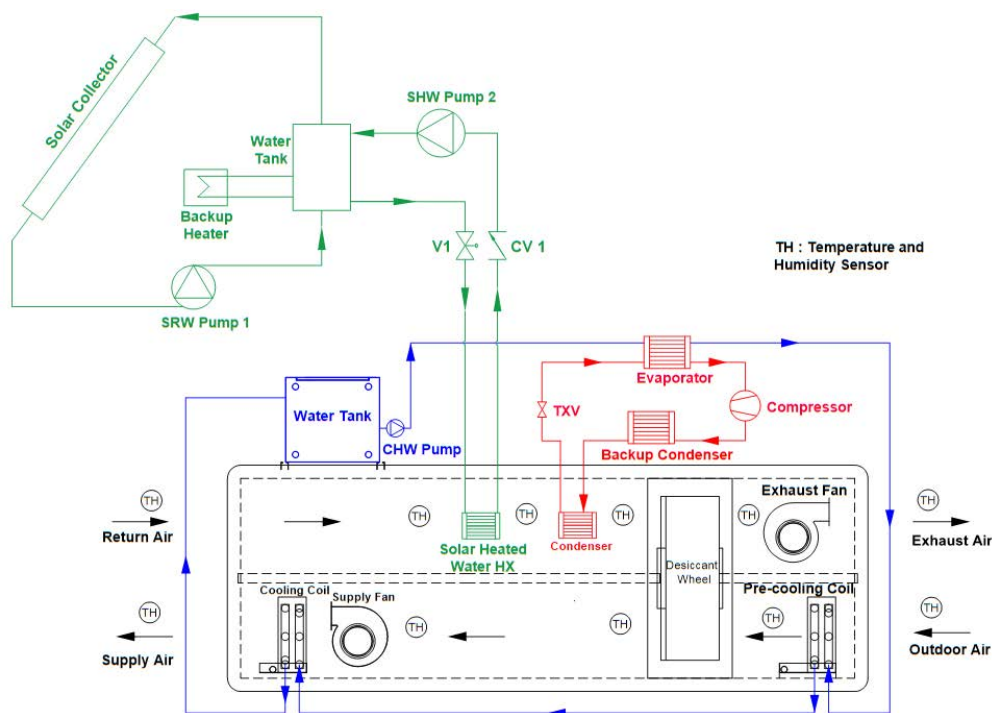 Solar Collector
SHW Pump 2
Water
Tank
Backup
Heater
V1
CV 1
SRW Pump 1
TH : Temperature and
Humidity Sensor
Evaporator
TXV
Compressor
Water Tank
CHW Pump
Backup Condenser
TH
TH
TH
TH
TH
Exhaust Fan
TH
Return Air
Solar Heated
Water HX
Condenser
Desiccant
Wheel
Exhaust Air
Cooling Coil
Supply Fan
Pre-cooling Coil
TH
TH
TH
TH
TH
Supply Air
Outdoor Air